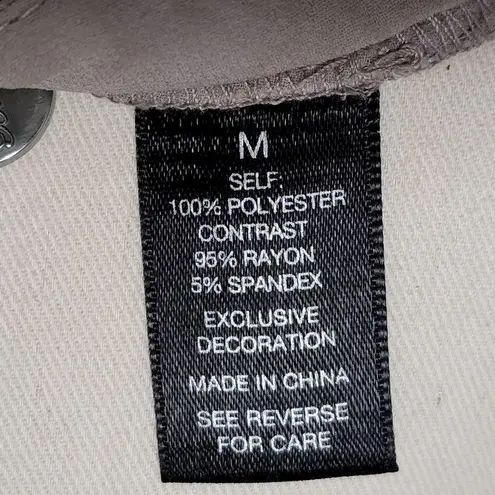 M
SELF:
100% POLYESTER
CONTRAST
95% RAYON
5% SPANDEX
EXCLUSIVE
DECORATION
MADE IN CHINA
SEE REVERSE
FOR CARE